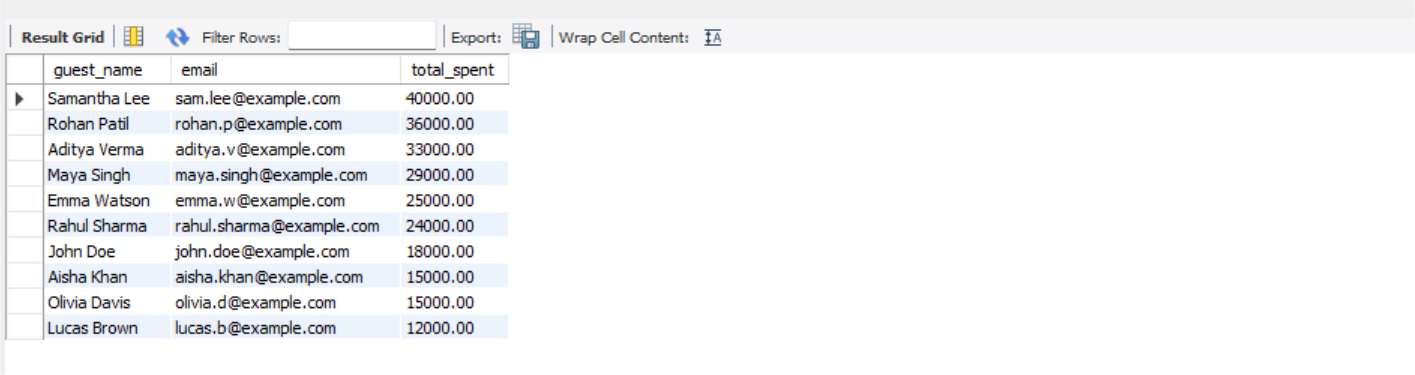 Result Grid Filter Rows: Export: Wrap Cell Content:
guest_name email total_spent
Samantha Lee sam.lee@example.com 40000.00
Rohan Patil rohan.p@example.com 36000.00
Aditya Verma aditya.v@example.com 33000.00
Maya Singh maya.singh@example.com 29000.00
Emma Watson emma.w@example.com 25000.00
Rahul Sharma rahul.sharma@example.com 24000.00
John Doe john.doe@example.com 18000.00
Aisha Khan aisha.khan@example.com 15000.00
Olivia Davis olivia.d@example.com 15000.00
Lucas Brown lucas.b@example.com 12000.00